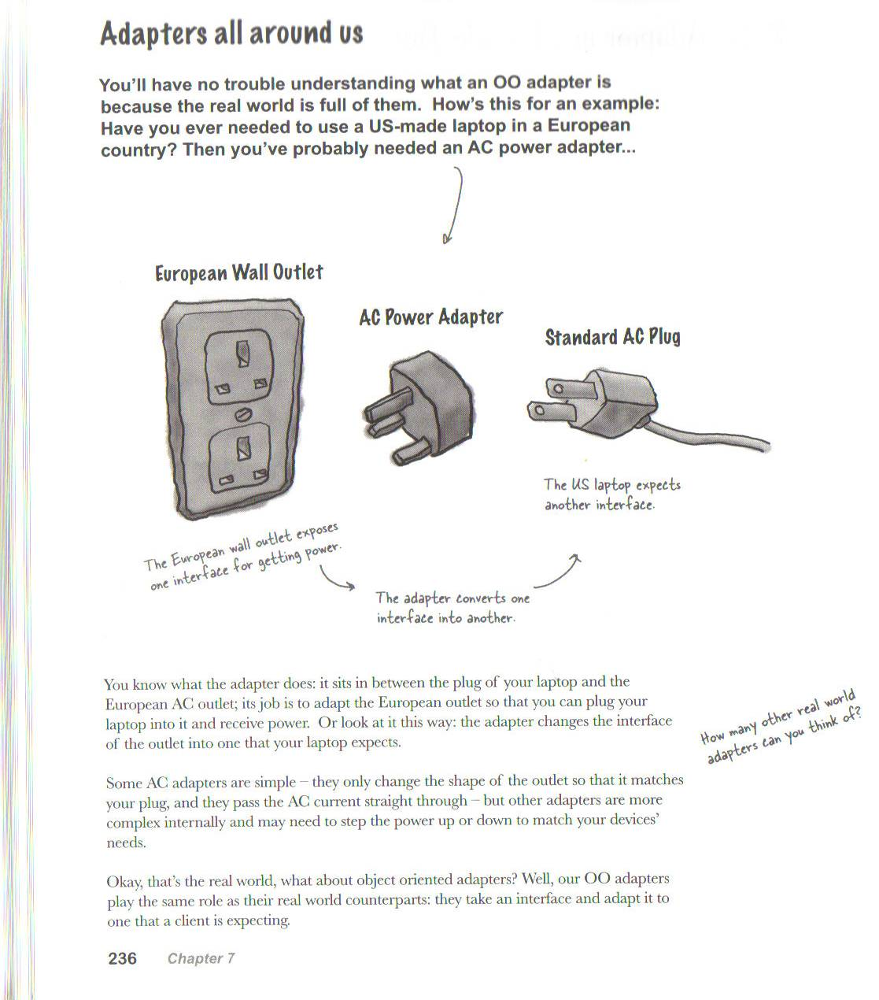 Adapters all around us
You'll have no trouble understanding what an OO adapter is
because the real world is full of them.  How's this for an example:
Have you ever needed to use a US-made laptop in a European
country? Then you've probably needed an AC power adapter...
European Wall Outlet
AC Power Adapter
Standard AC Plug
The US laptop expects
another interface.
The European wall outlet exposes
one interface for getting power.
The adapter converts one
interface into another.
You know what the adapter does: it sits in between the plug of your laptop and the
European AC outlet; its job is to adapt the European outlet so that you can plug your
laptop into it and receive power.  Or look at it this way: the adapter changes the interface
of the outlet into one that your laptop expects.
How many other real world
adapters can you think of?
Some AC adapters are simple – they only change the shape of the outlet so that it matches
your plug, and they pass the AC current straight through – but other adapters are more
complex internally and may need to step the power up or down to match your devices'
needs.
Okay, that's the real world, what about object oriented adapters? Well, our OO adapters
play the same role as their real world counterparts: they take an interface and adapt it to
one that a client is expecting.
236 Chapter 7